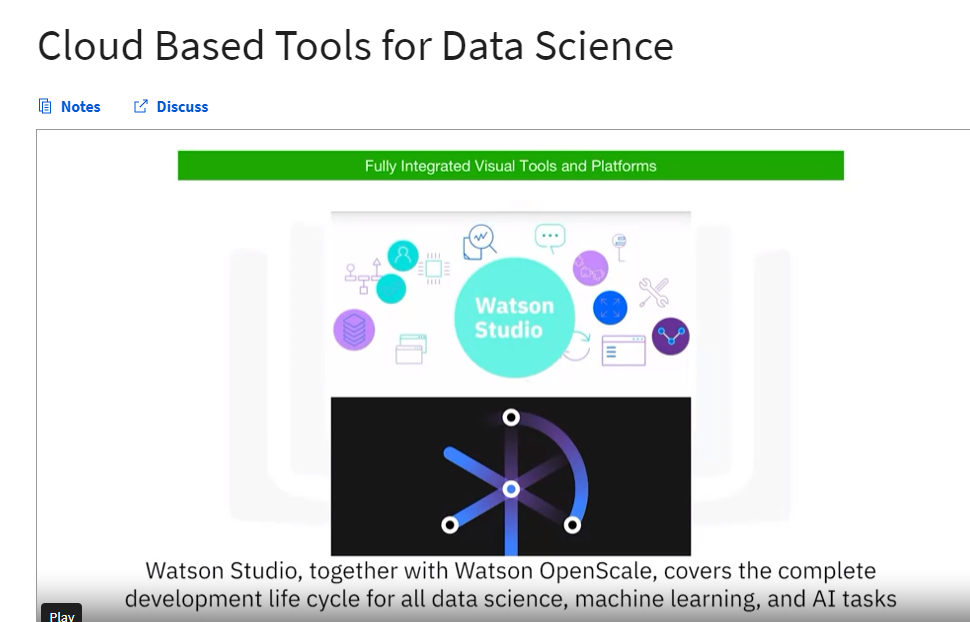 Cloud Based Tools for Data Science
Notes
Discuss
Fully Integrated Visual Tools and Platforms
Watson
Studio
Watson Studio, together with Watson OpenScale, covers the complete
development life cycle for all data science, machine learning, and AI tasks
Play